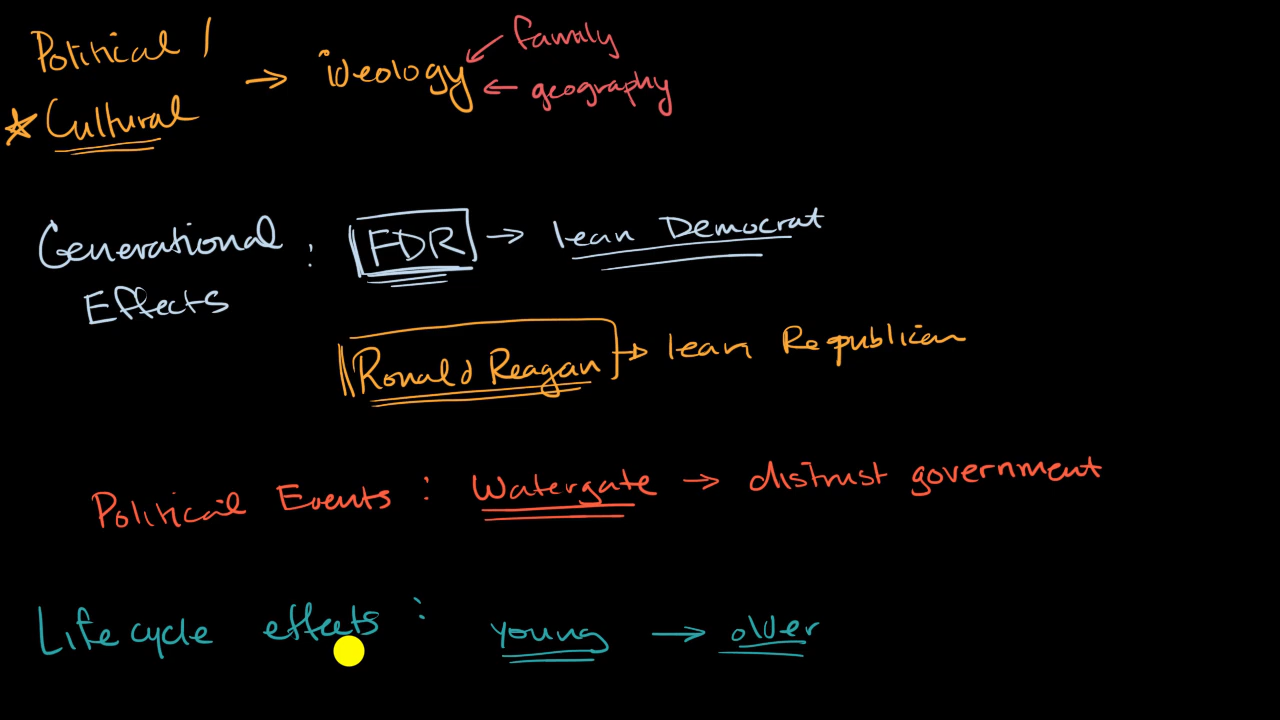 Political /
Cultural → ideology ← family
← geography
Generational : FDR → lean Democrat
Effects
Ronald Reagan → lean Republican
Political Events : Watergate → distrust government
Lifecycle effects : young → older